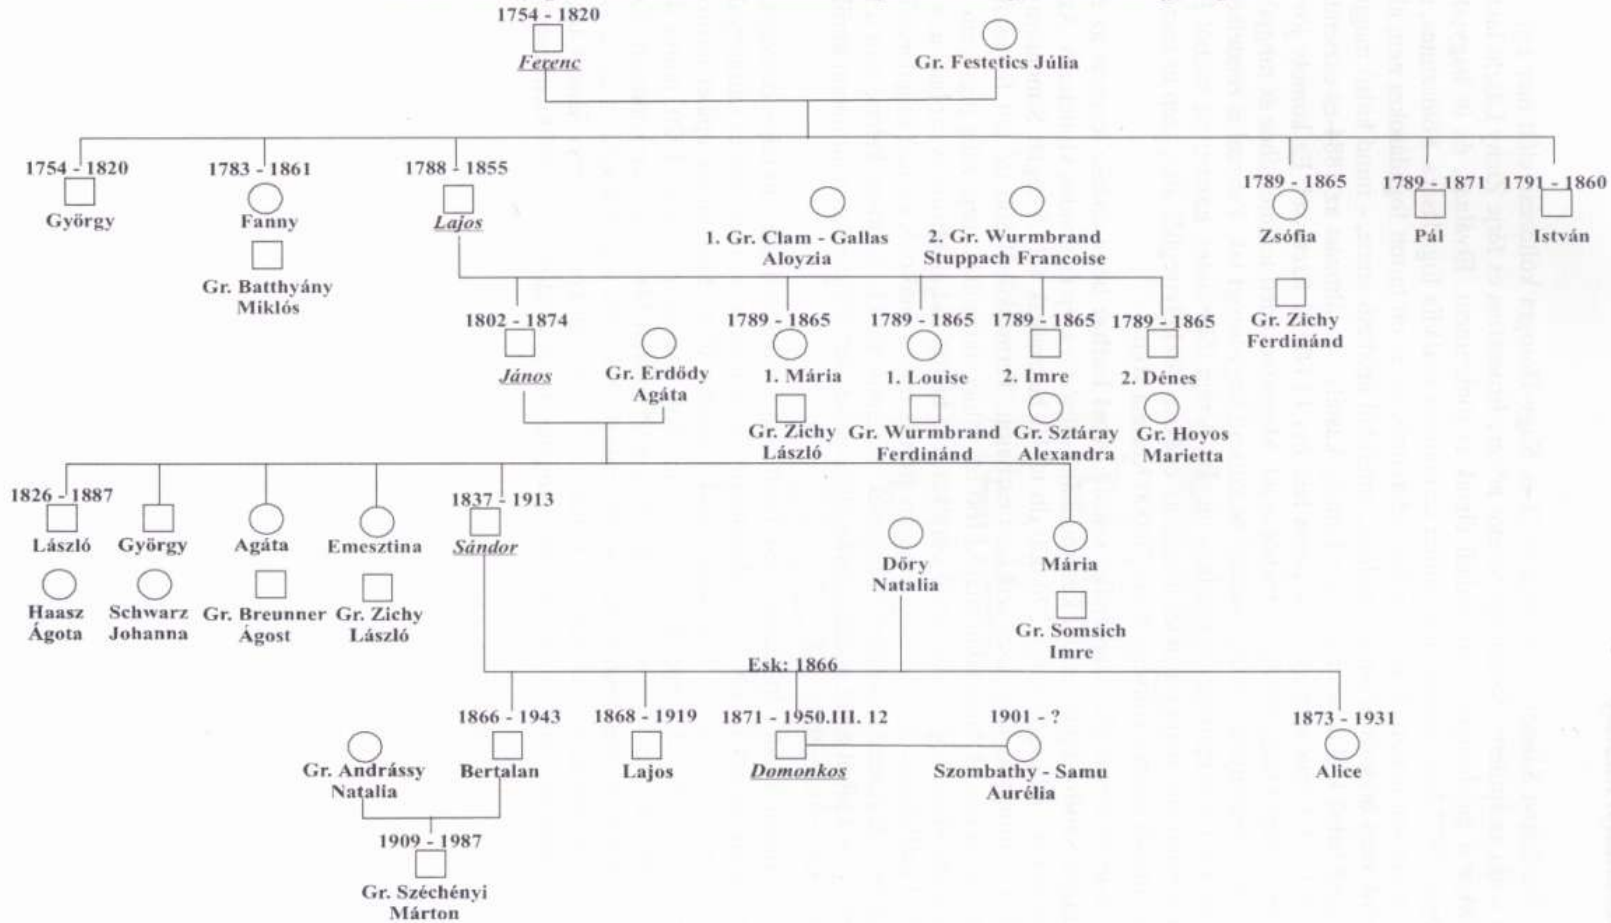 1754 - 1820
Ferenc
Gr. Festetics Júlia
1754 - 1820
György
1783 - 1861
Fanny
Gr. Batthyány
Miklós
1788 - 1855
Lajos
1. Gr. Clam - Gallas
Aloyzia
2. Gr. Wurmbrand
Stuppach Francoise
1789 - 1865
Zsófia
Gr. Zichy
Ferdinánd
1789 - 1871
Pál
1791 - 1860
István
1802 - 1874
János
Gr. Erdődy
Agáta
1789 - 1865
1. Mária
Gr. Zichy
László
1789 - 1865
1. Louise
Gr. Wurmbrand
Ferdinánd
1789 - 1865
2. Imre
Gr. Sztáray
Alexandra
1789 - 1865
2. Dénes
Gr. Hoyos
Marietta
1826 - 1887
László
Haasz
Ágota
György
Schwarz
Johanna
Agáta
Gr. Breunner
Ágost
Emesztina
Gr. Zichy
László
1837 - 1913
Sándor
Dőry
Natalia
Mária
Gr. Somsich
Imre
Esk: 1866
Gr. Andrássy
Natalia
1866 - 1943
Bertalan
1868 - 1919
Lajos
1871 - 1950.III. 12
Domonkos
1901 - ?
Szombathy - Samu
Aurélia
1873 - 1931
Alice
1909 - 1987
Gr. Széchényi
Márton